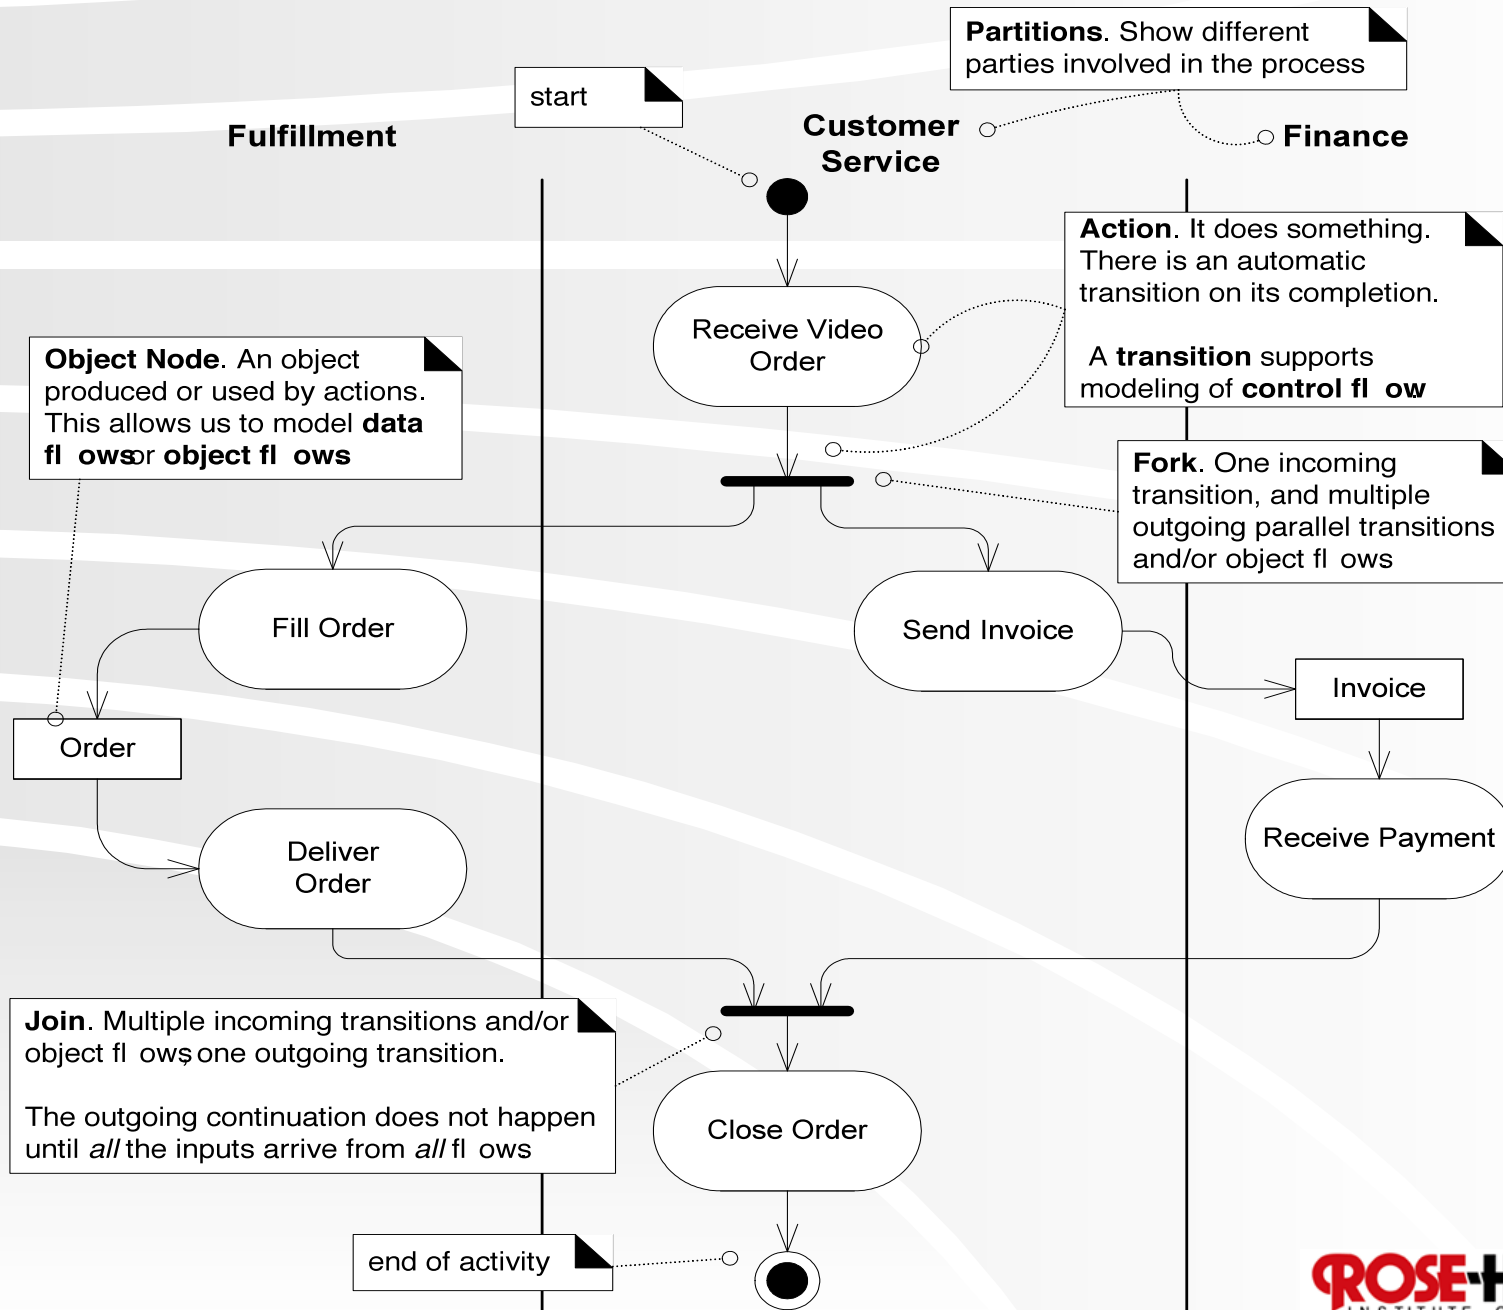 Partitions. Show different
parties involved in the process
start
Fulfillment
Customer
Service
Finance
Action. It does something.
There is an automatic
transition on its completion.
A transition supports
modeling of control fl ow.
Receive Video
Order
Object Node. An object
produced or used by actions.
This allows us to model data
fl ows or object fl ows
Fork. One incoming
transition, and multiple
outgoing parallel transitions
and/or object fl ows
Fill Order
Send Invoice
Invoice
Order
Receive Payment
Deliver
Order
Join. Multiple incoming transitions and/or
object fl ows; one outgoing transition.
The outgoing continuation does not happen
until all the inputs arrive from all fl ows
Close Order
end of activity
ROSE-H